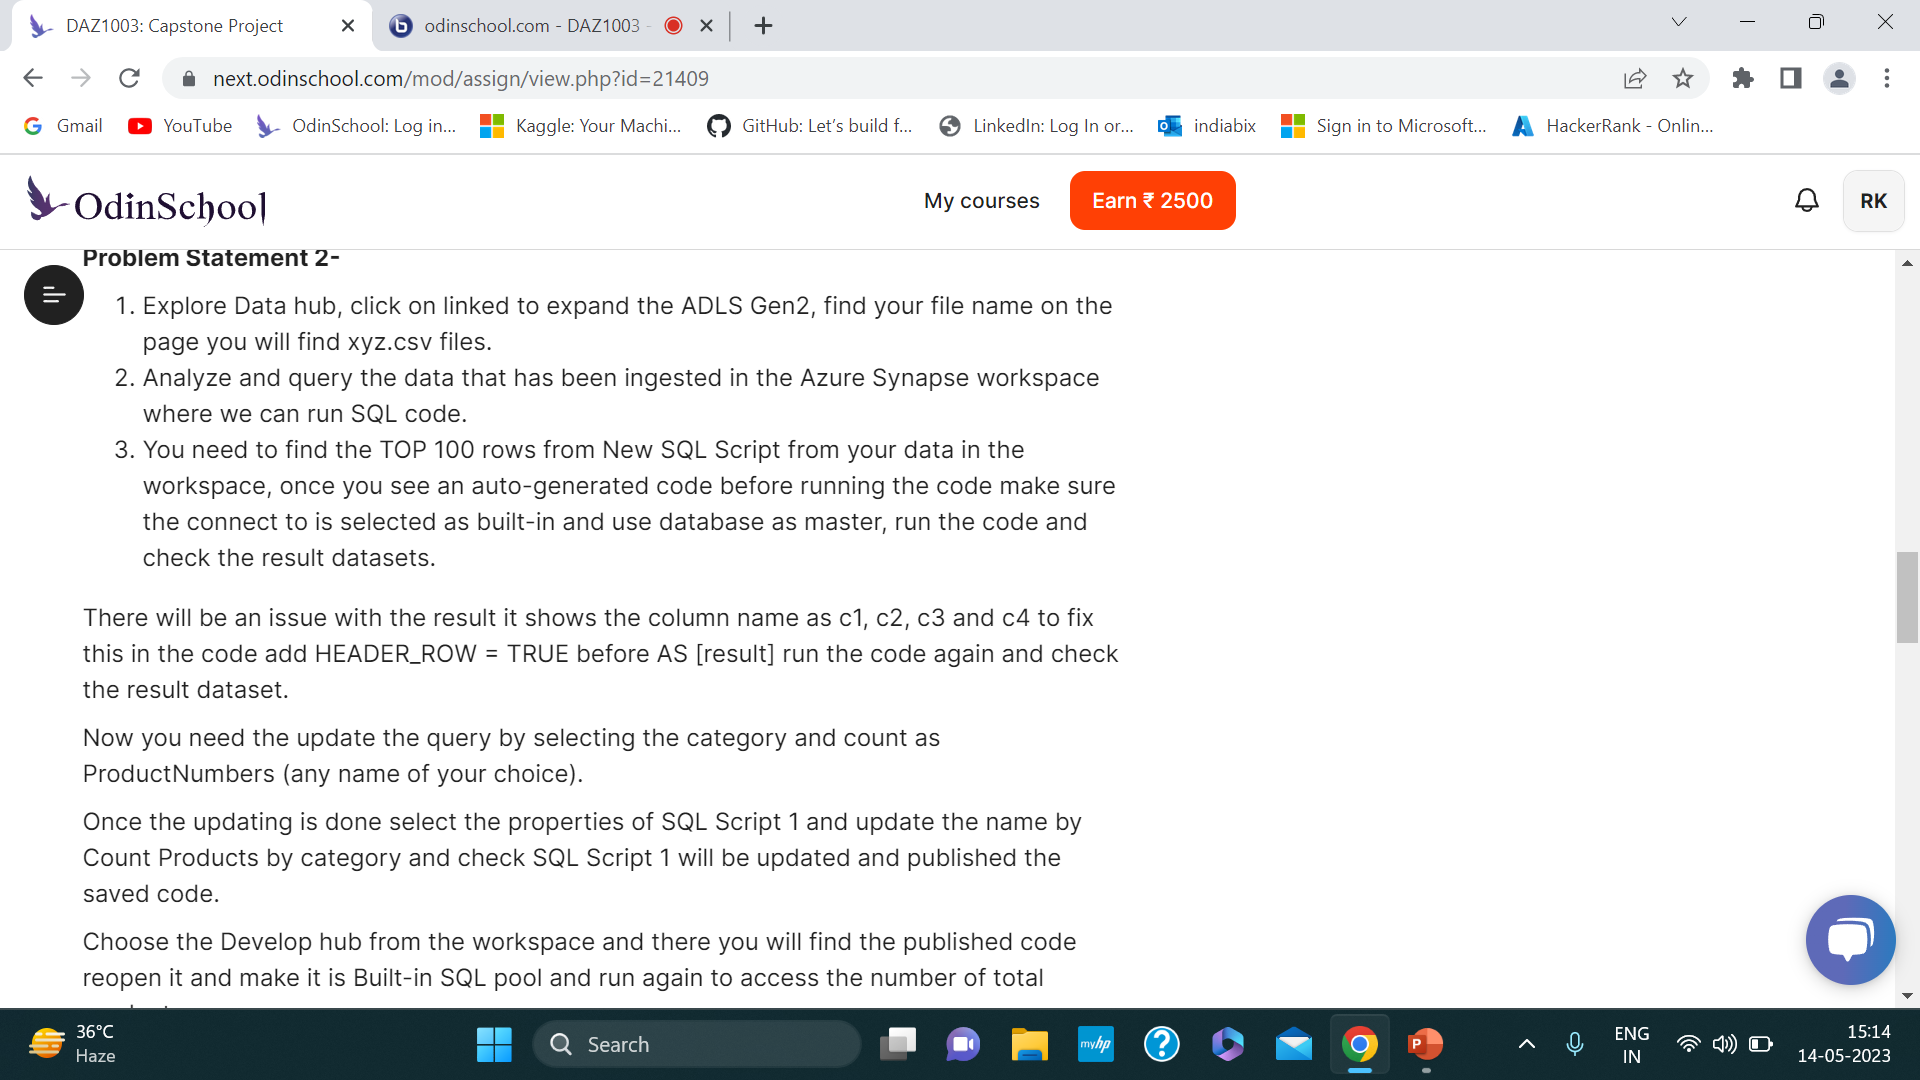 DAZ1003: Capstone Project
odinschool.com - DAZ1003 -
next.odinschool.com/mod/assign/view.php?id=21409
Gmail
YouTube
OdinSchool: Log in...
Kaggle: Your Machi...
GitHub: Let's build f...
LinkedIn: Log In or...
indiabix
Sign in to Microsoft...
HackerRank - Onlin...
OdinSchool
My courses
Earn ₹ 2500
RK
Problem Statement 2-
1. Explore Data hub, click on linked to expand the ADLS Gen2, find your file name on the
page you will find xyz.csv files.
2. Analyze and query the data that has been ingested in the Azure Synapse workspace
where we can run SQL code.
3. You need to find the TOP 100 rows from New SQL Script from your data in the
workspace, once you see an auto-generated code before running the code make sure
the connect to is selected as built-in and use database as master, run the code and
check the result datasets.
There will be an issue with the result it shows the column name as c1, c2, c3 and c4 to fix
this in the code add HEADER_ROW = TRUE before AS [result] run the code again and check
the result dataset.
Now you need the update the query by selecting the category and count as
ProductNumbers (any name of your choice).
Once the updating is done select the properties of SQL Script 1 and update the name by
Count Products by category and check SQL Script 1 will be updated and published the
saved code.
Choose the Develop hub from the workspace and there you will find the published code
reopen it and make it is Built-in SQL pool and run again to access the number of total
36°C
Haze
Search
myhp
ENG
IN
15:14
14-05-2023